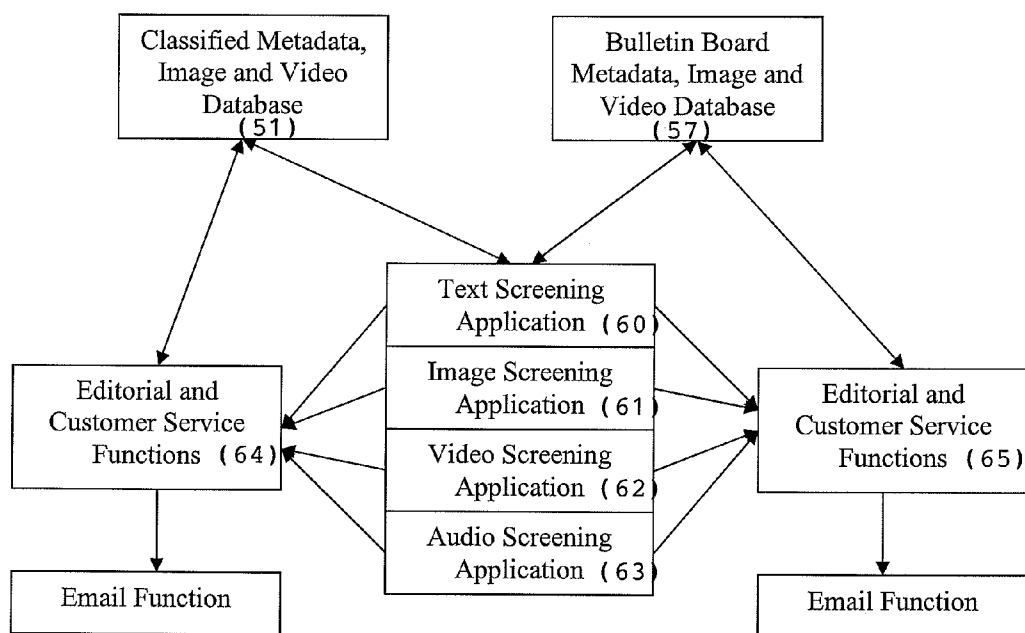 Classified Metadata,
Image and Video
Database
(51)
Bulletin Board
Metadata, Image and
Video Database
(57)
Text Screening
Application (60)
Image Screening
Application (61)
Video Screening
Application (62)
Audio Screening
Application (63)
Editorial and
Customer Service
Functions (64)
Editorial and
Customer Service
Functions (65)
Email Function
Email Function